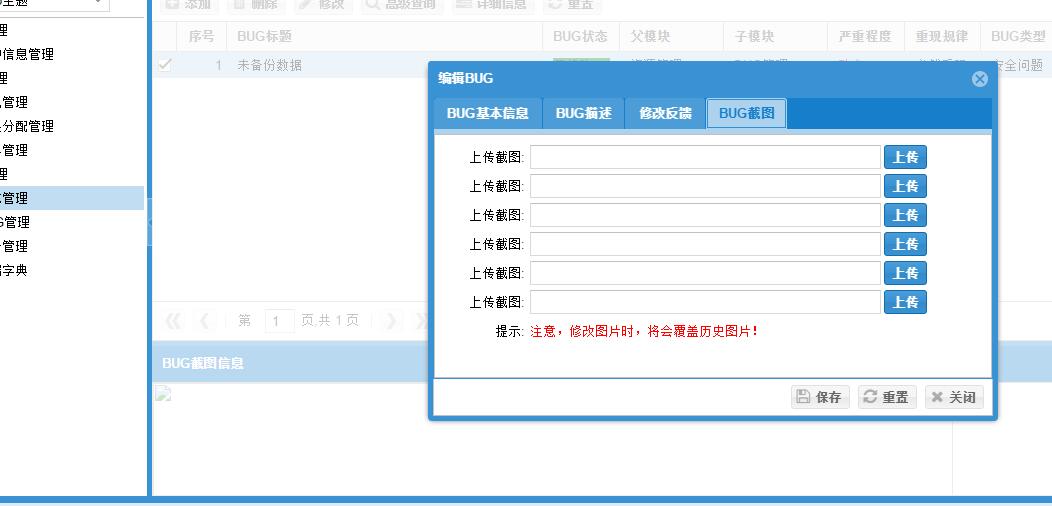 主题
添加 删除 修改 高级查询 详细信息 重置
序号 BUG标题 BUG状态 父模块 子模块 严重程度 重现规律 BUG类型
1 未备份数据 安全问题
理
信息管理
理
管理
分配管理
管理
理
管理
G管理
管理
字典
编辑BUG
BUG基本信息 BUG描述 修改反馈 BUG截图
上传截图: 上传
上传截图: 上传
上传截图: 上传
上传截图: 上传
上传截图: 上传
上传截图: 上传
提示: 注意，修改图片时，将会覆盖历史图片！
保存 重置 关闭
第 1 页,共 1 页
BUG截图信息